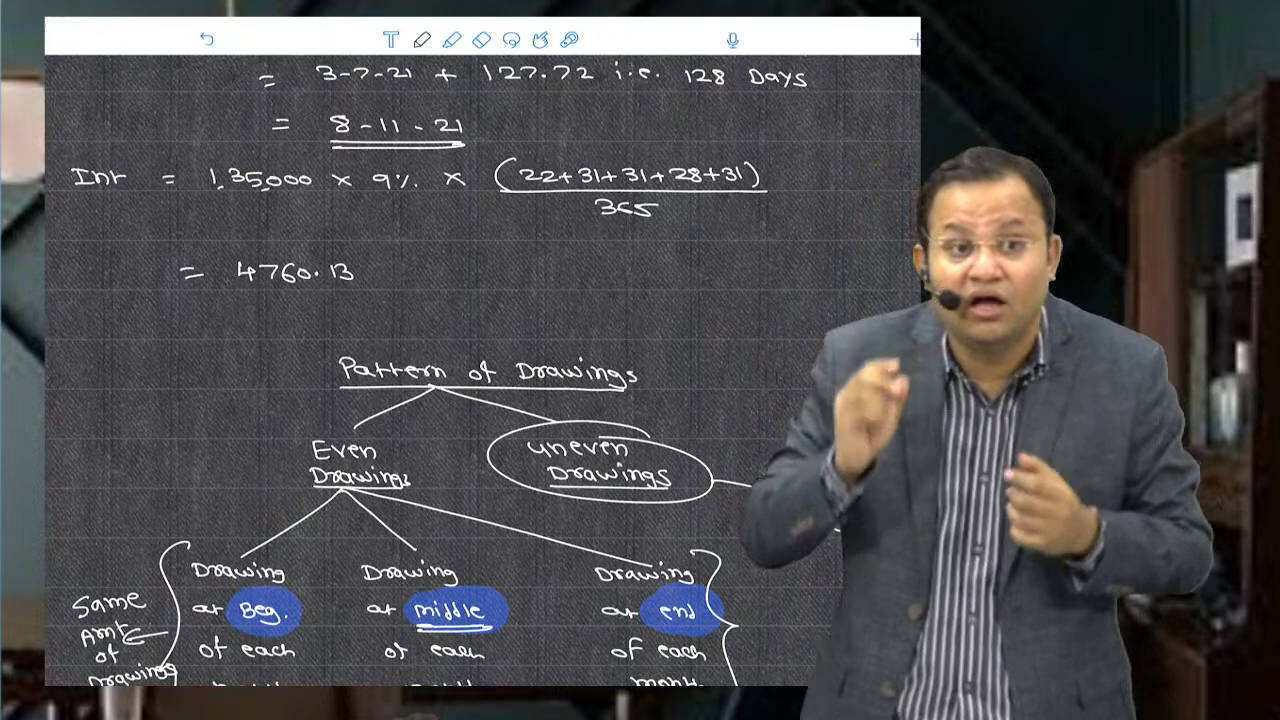 = 3-7-21 + 127.72 i.e. 128 Days
= 8-11-21
Int = 1,35,000 × 9% × (22+31+31+28+31)
365
= 4760.13
Pattern of Drawings
Even uneven
Drawings Drawings
Drawing Drawing Drawing
Same at Beg. at middle at end
Amt of each of each of each
of
Drawings